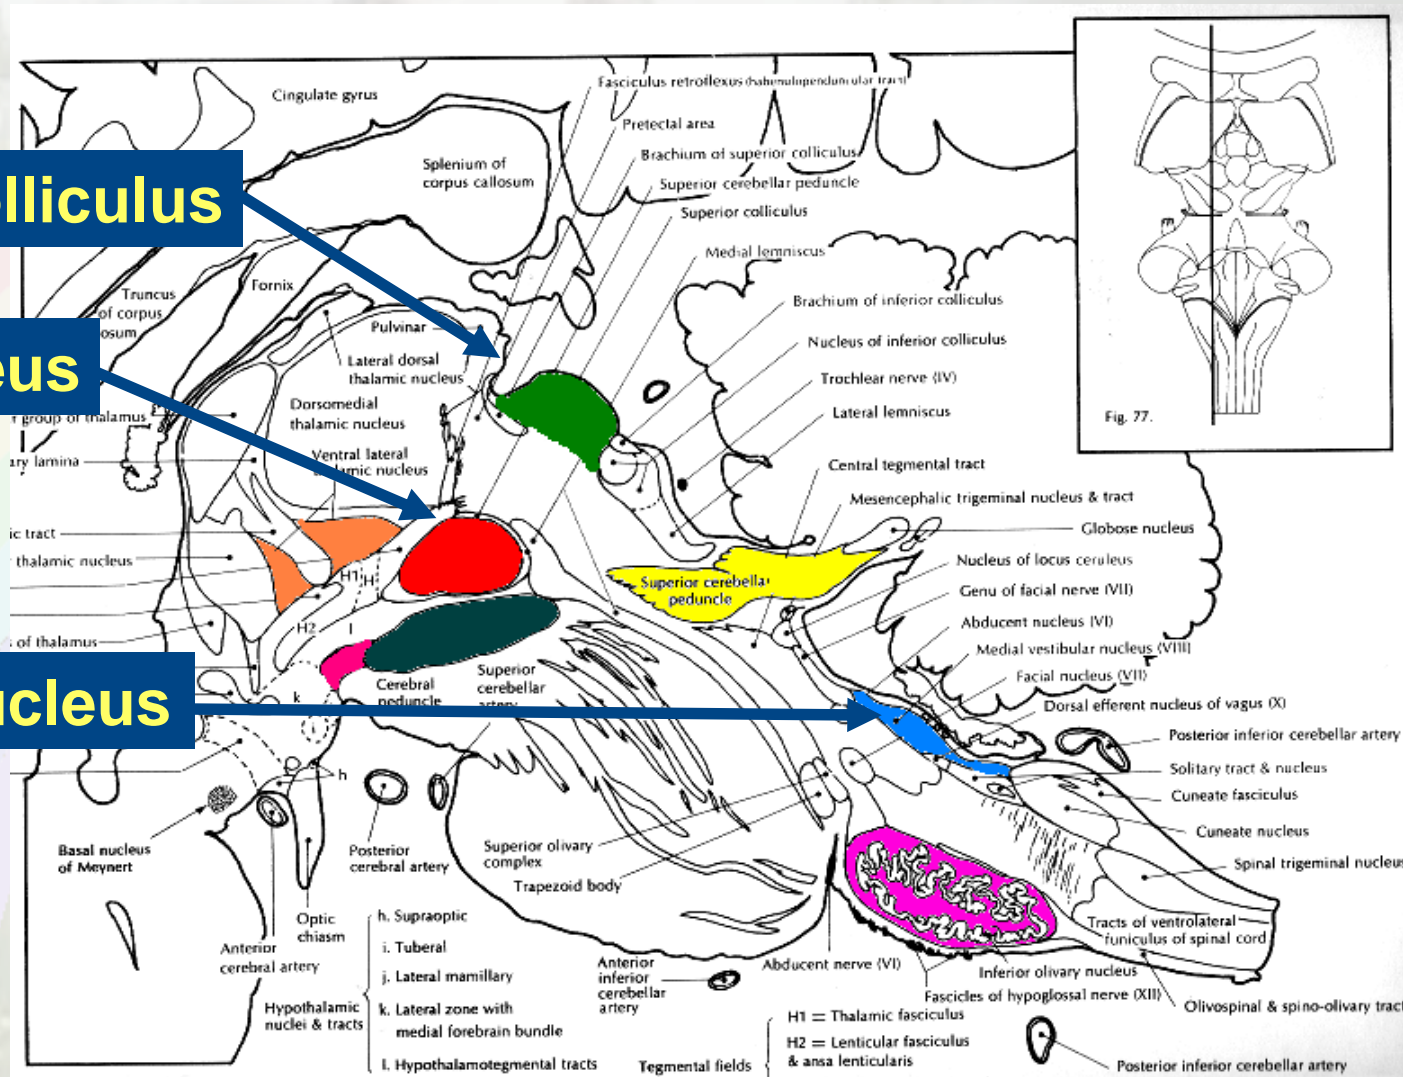 Cingulate gyrus
Fasciculus retroflexus (habenulopenduncular tract)
Pretectal area
Brachium of superior colliculus
Superior cerebellar peduncle
Superior colliculus
Medial lemniscus
Splenium of
corpus callosum
lliculus
Fornix
Truncus
of corpus
osum
Pulvinar
Lateral dorsal
thalamic nucleus
Dorsomedial
thalamic nucleus
Ventral lateral
thalamic nucleus
eus
group of thalamus
ary lamina
ic tract
thalamic nucleus
s of thalamus
Brachium of inferior colliculus
Nucleus of inferior colliculus
Trochlear nerve (IV)
Lateral lemniscus
Central tegmental tract
Mesencephalic trigeminal nucleus & tract
Globose nucleus
Nucleus of locus ceruleus
Genu of facial nerve (VII)
Abducent nucleus (VI)
Medial vestibular nucleus (VIII)
Facial nucleus (VII)
Dorsal efferent nucleus of vagus (X)
Posterior inferior cerebellar artery
Solitary tract & nucleus
Cuneate fasciculus
Cuneate nucleus
Spinal trigeminal nucleus
Fig. 77.
H1
H
H2
l
k
i
h
Superior cerebellar
peduncle
Cerebral
peduncle
Superior
cerebellar
artery
ucleus
Basal nucleus
of Meynert
Posterior
cerebral artery
Optic
chiasm
Anterior
cerebral artery
Superior olivary
complex
Trapezoid body
Anterior
inferior
cerebellar
artery
Abducent nerve (VI)
Inferior olivary nucleus
Fascicles of hypoglossal nerve (XII)
Tracts of ventrolateral
funiculus of spinal cord
Olivospinal & spino-olivary tract
Posterior inferior cerebellar artery
Hypothalamic
nuclei & tracts
h. Supraoptic
i. Tuberal
j. Lateral mamillary
k. Lateral zone with
medial forebrain bundle
l. Hypothalamotegmental tracts
Tegmental fields
H1 = Thalamic fasciculus
H2 = Lenticular fasciculus
& ansa lenticularis